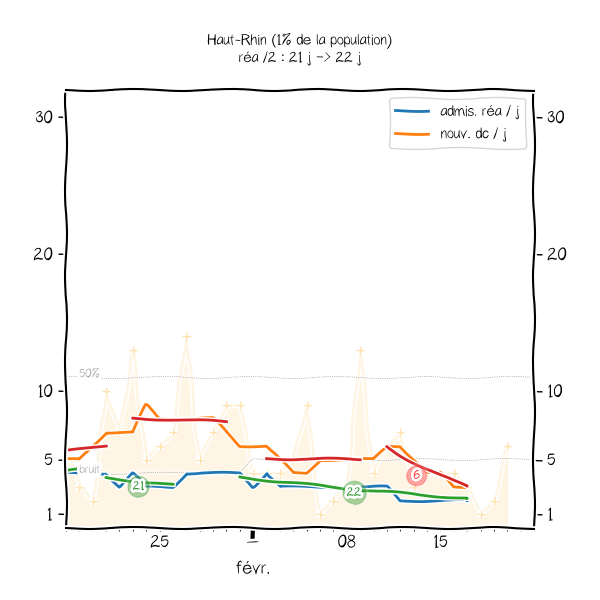 Haut-Rhin (1% de la population)
réa /2 : 21 j -> 22 j
admis. réa / j
nouv. dc / j
30
30
20
20
50%
10
10
5
5
bruit
6
21
22
1
1
25
08
15
févr.